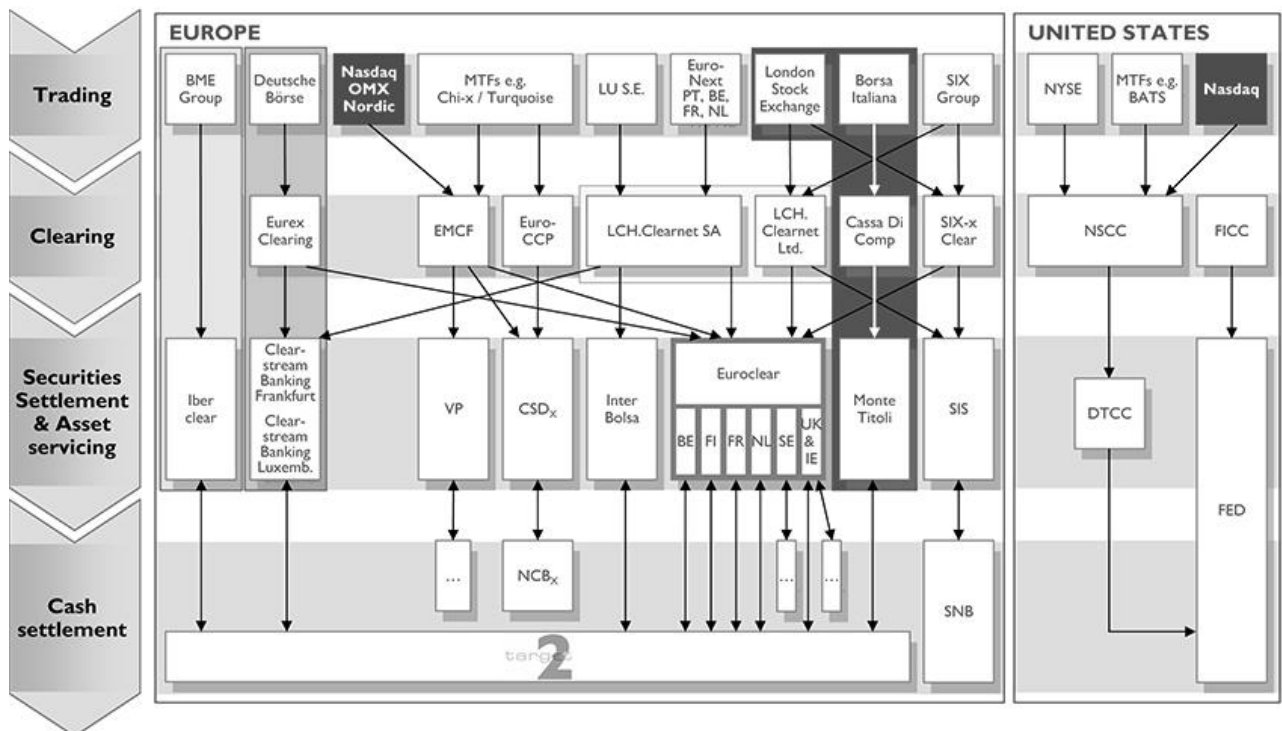 EUROPE
UNITED STATES
Trading
BME
Group
Deutsche
Börse
Nasdaq
OMX
Nordic
MTFs e.g.
Chi-x / Turquoise
LU S.E.
Euro-
Next
PT, BE,
FR, NL
London
Stock
Exchange
Borsa
Italiana
SIX
Group
NYSE
MTFs e.g.
BATS
Nasdaq
Clearing
Eurex
Clearing
EMCF
Euro-
CCP
LCH.Clearnet SA
LCH.
Clearnet
Ltd.
Cassa Di
Comp
SIX-x
Clear
NSCC
FICC
Securities
Settlement
& Asset
servicing
Iber
clear
Clear-
stream
Banking
Frankfurt
Clear-
stream
Banking
Luxemb.
VP
CSDX
Inter
Bolsa
Euroclear
BE
FI
FR
NL
SE
UK
&
IE
Monte
Titoli
SIS
DTCC
FED
Cash
settlement
...
NCBX
...
...
SNB
target
2